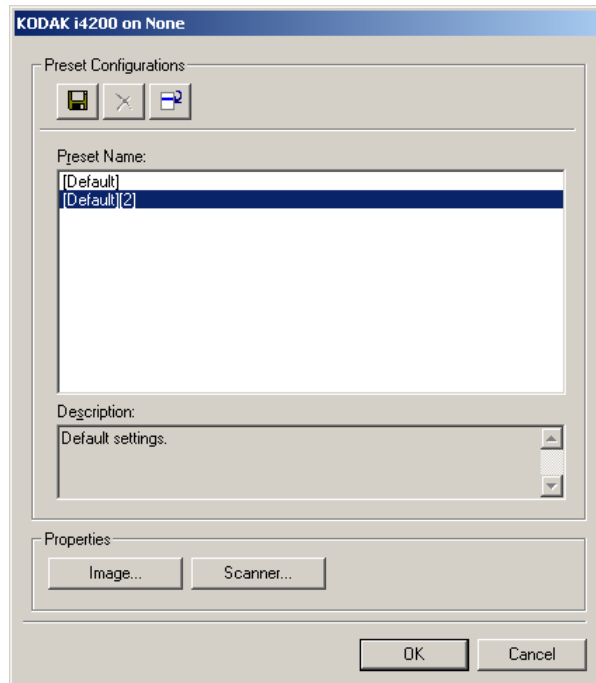 KODAK i4200 on None
Preset Configurations
Preset Name:
[Default]
[Default][2]
Description:
Default settings.
Properties
Image...
Scanner...
OK
Cancel